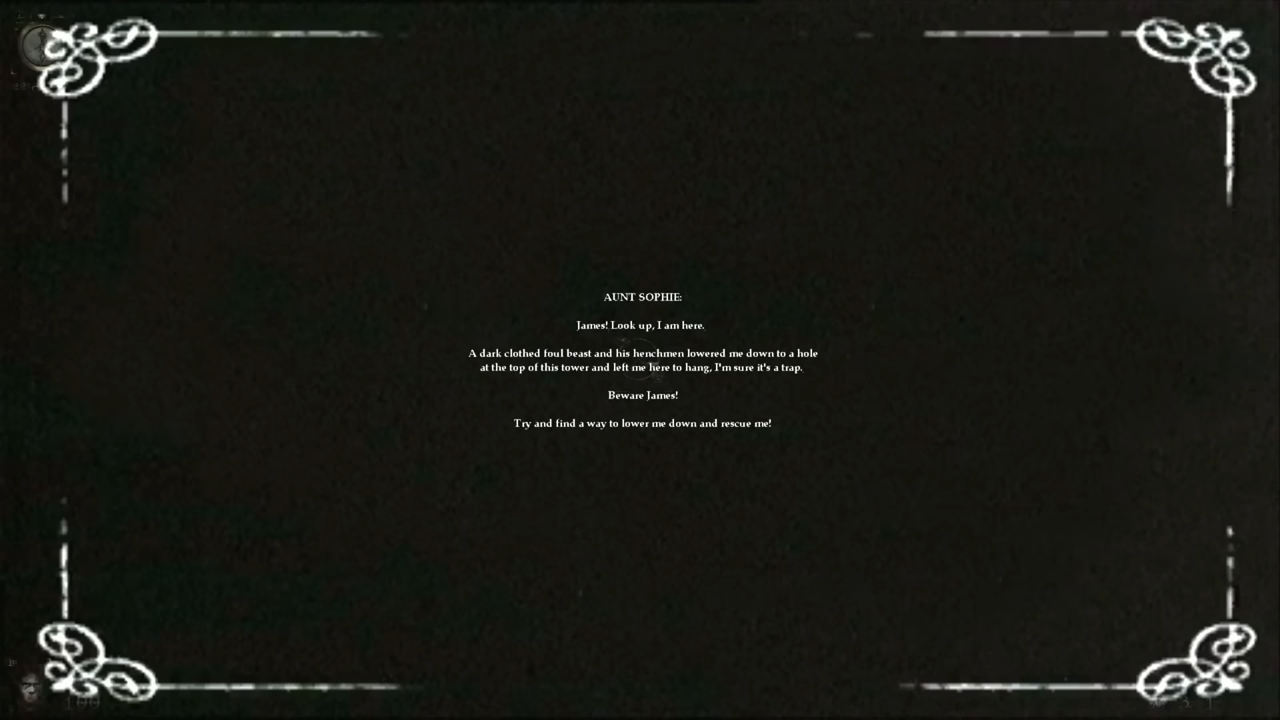 AUNT SOPHIE:
James! Look up, I am here.
A dark clothed foul beast and his henchmen lowered me down to a hole
at the top of this tower and left me here to hang, I'm sure it's a trap.
Beware James!
Try and find a way to lower me down and rescue me!
100